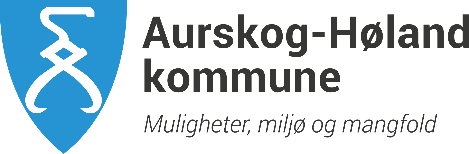 Aurskog-Høland
kommune
Muligheter, miljø og mangfold